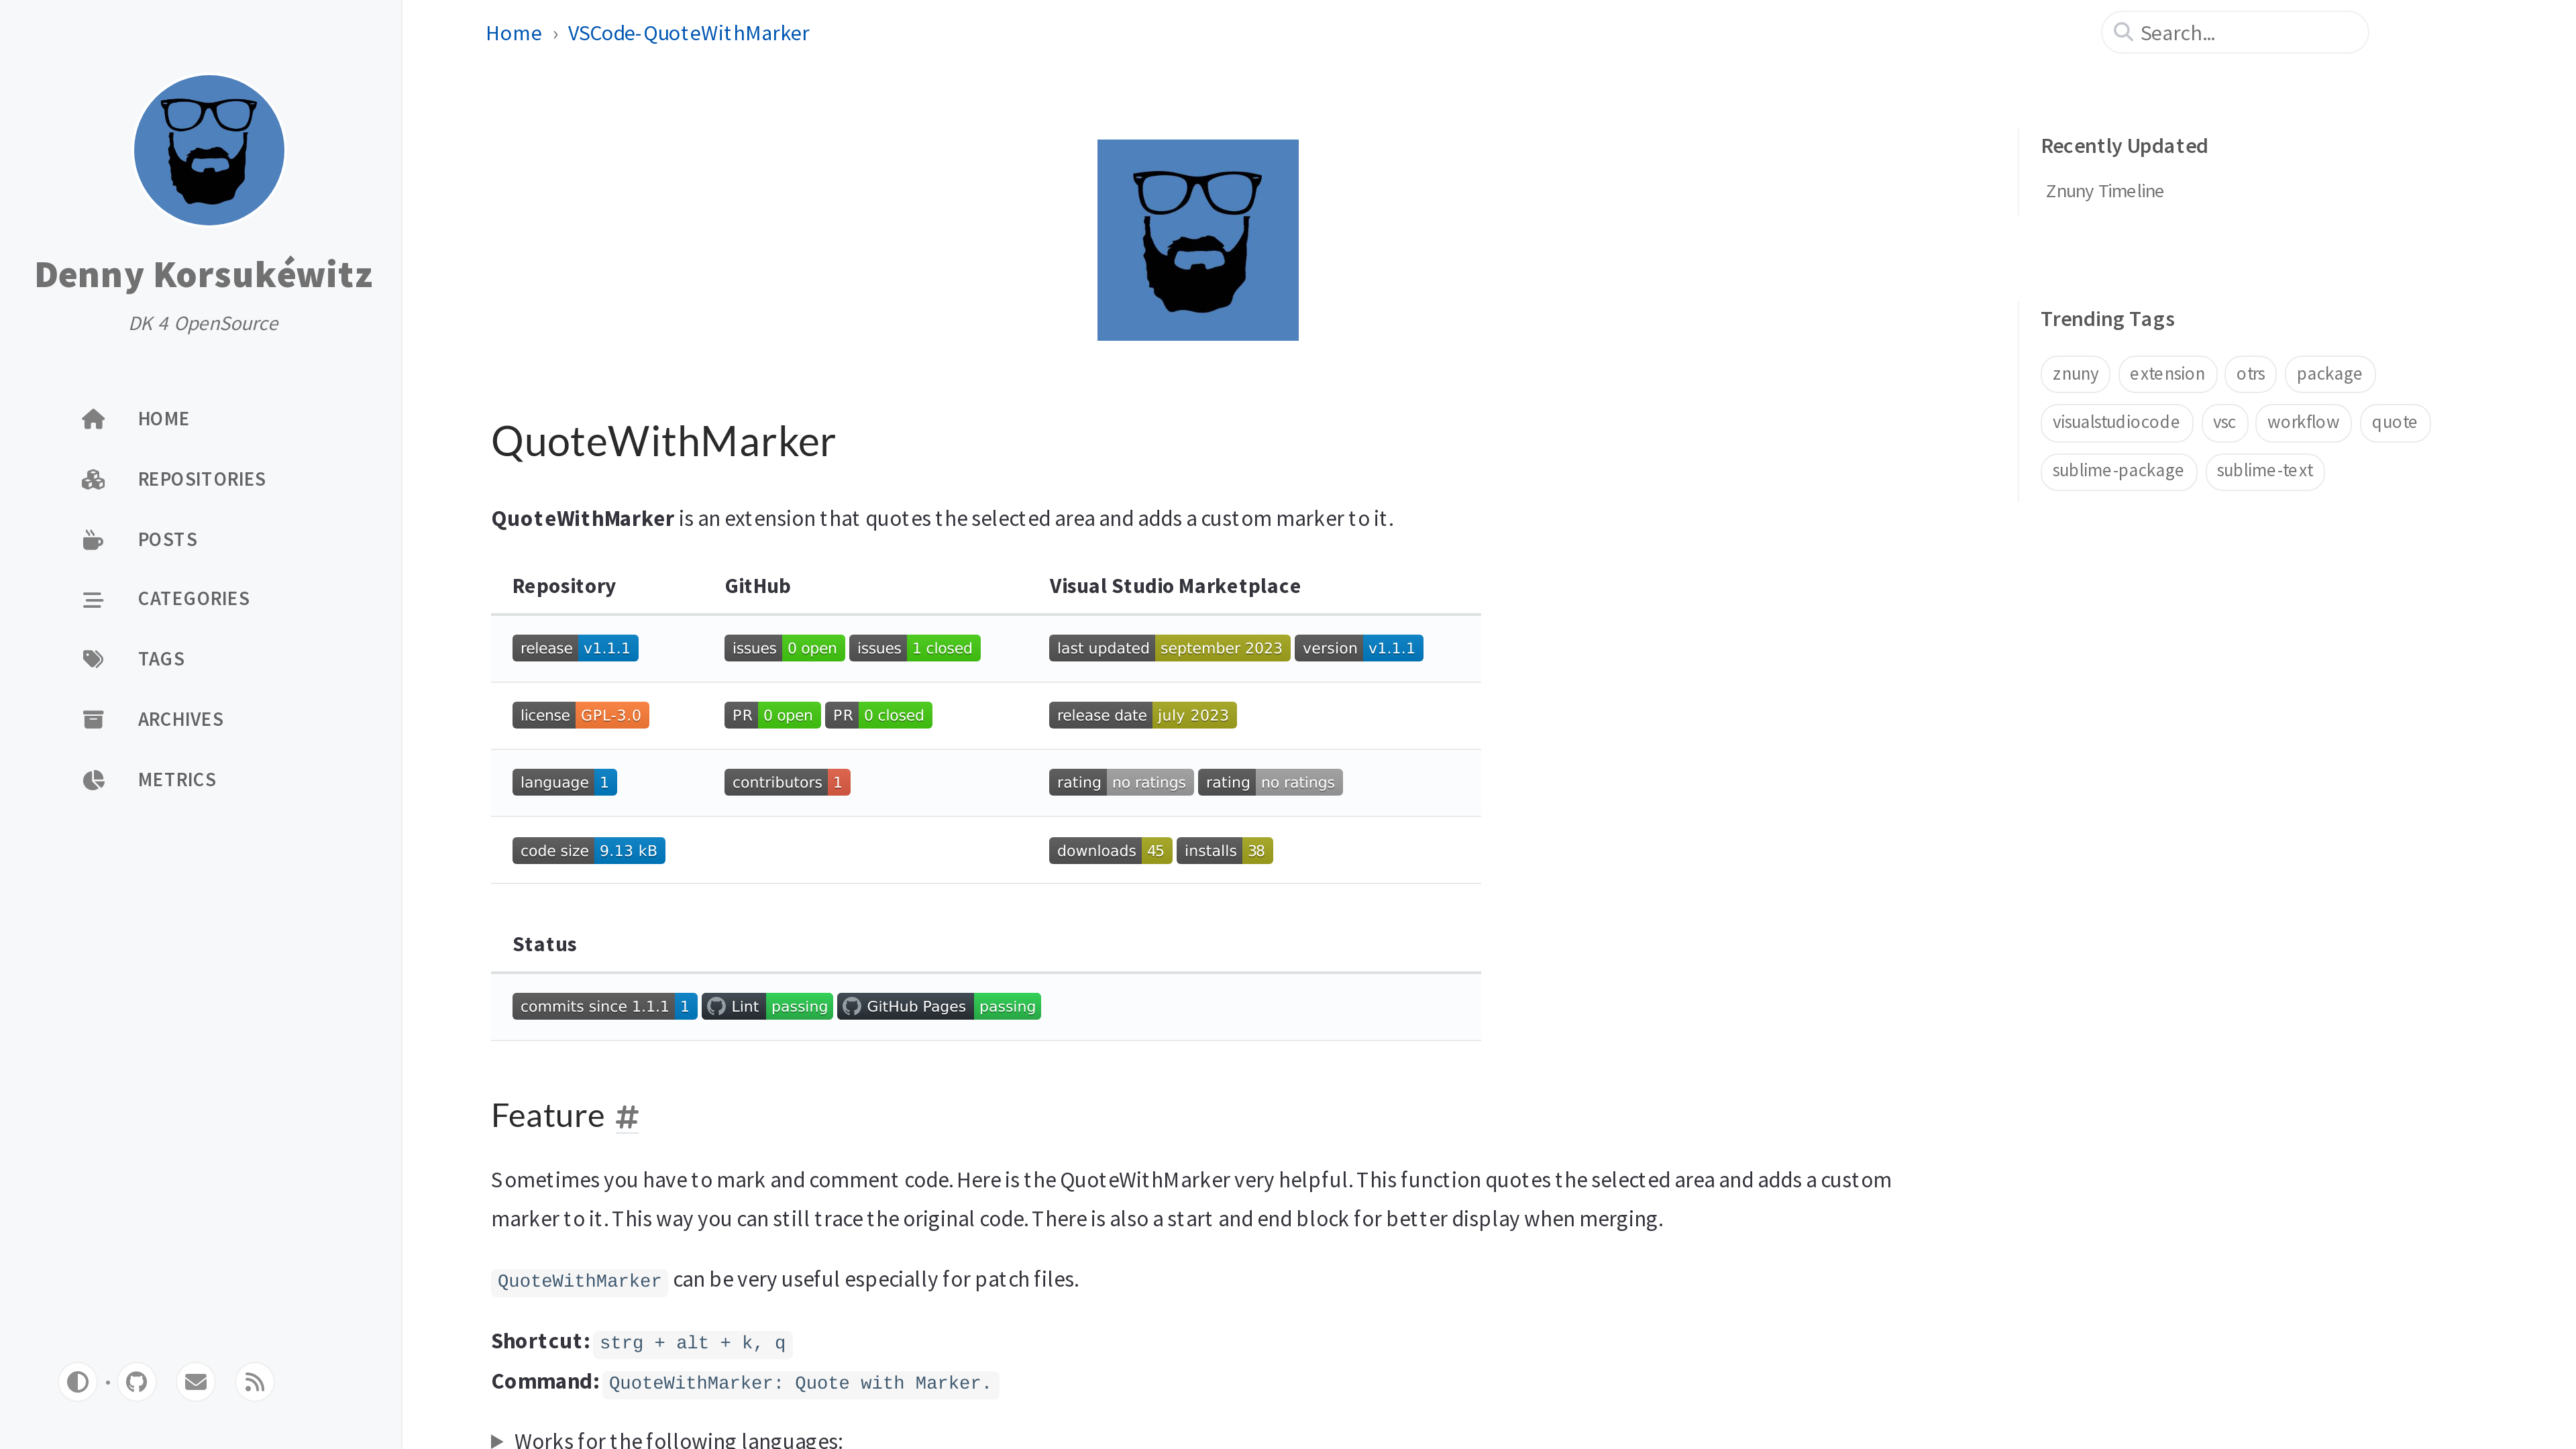 Denny Korsukéwitz
DK 4 OpenSource
HOME
REPOSITORIES
POSTS
CATEGORIES
TAGS
ARCHIVES
METRICS
Home › VSCode-QuoteWithMarker
Search...
QuoteWithMarker
QuoteWithMarker is an extension that quotes the selected area and adds a custom marker to it.
Repository GitHub Visual Studio Marketplace
release v1.1.1 issues 0 open issues 1 closed last updated september 2023 version v1.1.1
license GPL-3.0 PR 0 open PR 0 closed release date july 2023
language 1 contributors 1 rating no ratings rating no ratings
code size 9.13 kB downloads 45 installs 38
Status
commits since 1.1.1 1 Lint passing GitHub Pages passing
Feature #
Sometimes you have to mark and comment code. Here is the QuoteWithMarker very helpful. This function quotes the selected area and adds a custom
marker to it. This way you can still trace the original code. There is also a start and end block for better display when merging.
QuoteWithMarker can be very useful especially for patch files.
Shortcut: strg + alt + k, q
Command: QuoteWithMarker: Quote with Marker.
Works for the following languages:
Recently Updated
Znuny Timeline
Trending Tags
znuny extension otrs package
visualstudiocode vsc workflow quote
sublime-package sublime-text